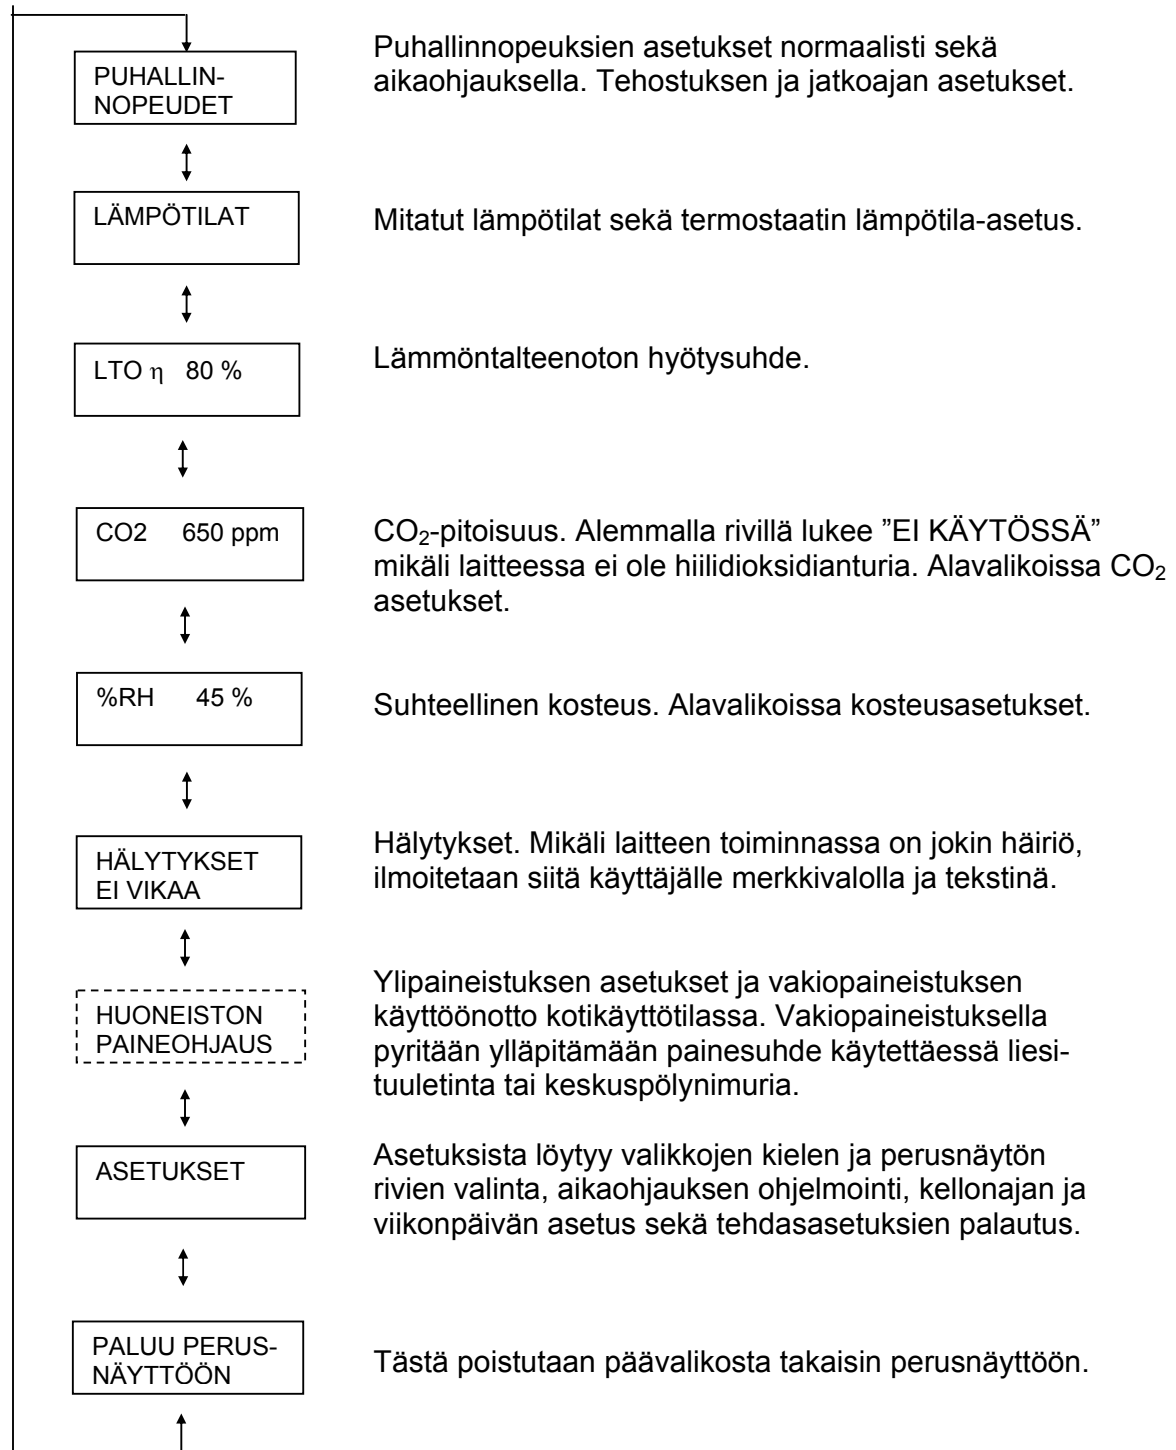 PUHALLIN-
NOPEUDET
Puhallinnopeuksien asetukset normaalisti sekä
aikaohjauksella. Tehostuksen ja jatkoajan asetukset.
LÄMPÖTILAT
Mitatut lämpötilat sekä termostaatin lämpötila-asetus.
LTO η 80 %
Lämmöntalteenoton hyötysuhde.
CO2 650 ppm
CO₂-pitoisuus. Alemmalla rivillä lukee ”EI KÄYTÖSSÄ”
mikäli laitteessa ei ole hiilidioksidianturia. Alavalikoissa CO₂
asetukset.
%RH 45 %
Suhteellinen kosteus. Alavalikoissa kosteusasetukset.
HÄLYTYKSET
EI VIKAA
Hälytykset. Mikäli laitteen toiminnassa on jokin häiriö,
ilmoitetaan siitä käyttäjälle merkkivalolla ja tekstinä.
HUONEISTON
PAINEOHJAUS
Ylipaineistuksen asetukset ja vakiopaineistuksen
käyttöönotto kotikäyttötilassa. Vakiopaineistuksella
pyritään ylläpitämään painesuhde käytettäessä liesi-
tuuletinta tai keskuspölynimuria.
ASETUKSET
Asetuksista löytyy valikkojen kielen ja perusnäytön
rivien valinta, aikaohjauksen ohjelmointi, kellonajan ja
viikonpäivän asetus sekä tehdasasetuksien palautus.
PALUU PERUS-
NÄYTTÖÖN
Tästä poistutaan päävalikosta takaisin perusnäyttöön.